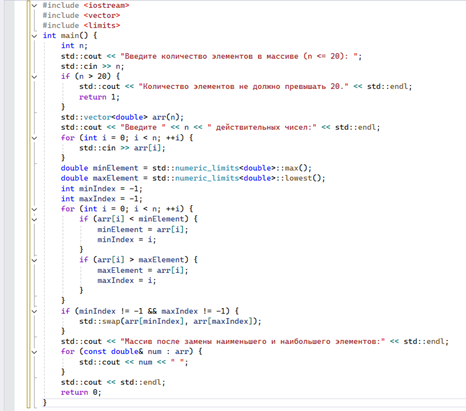 #include <iostream>
#include <vector>
#include <limits>
int main() {
    int n;
    std::cout << "Введите количество элементов в массиве (n <= 20): ";
    std::cin >> n;
    if (n > 20) {
        std::cout << "Количество элементов не должно превышать 20." << std::endl;
        return 1;
    }
    std::vector<double> arr(n);
    std::cout << "Введите " << n << " действительных чисел:" << std::endl;
    for (int i = 0; i < n; ++i) {
        std::cin >> arr[i];
    }
    double minElement = std::numeric_limits<double>::max();
    double maxElement = std::numeric_limits<double>::lowest();
    int minIndex = -1;
    int maxIndex = -1;
    for (int i = 0; i < n; ++i) {
        if (arr[i] < minElement) {
            minElement = arr[i];
            minIndex = i;
        }
        if (arr[i] > maxElement) {
            maxElement = arr[i];
            maxIndex = i;
        }
    }
    if (minIndex != -1 && maxIndex != -1) {
        std::swap(arr[minIndex], arr[maxIndex]);
    }
    std::cout << "Массив после замены наименьшего и наибольшего элементов:" << std::endl;
    for (const double& num : arr) {
        std::cout << num << " ";
    }
    std::cout << std::endl;
    return 0;
}